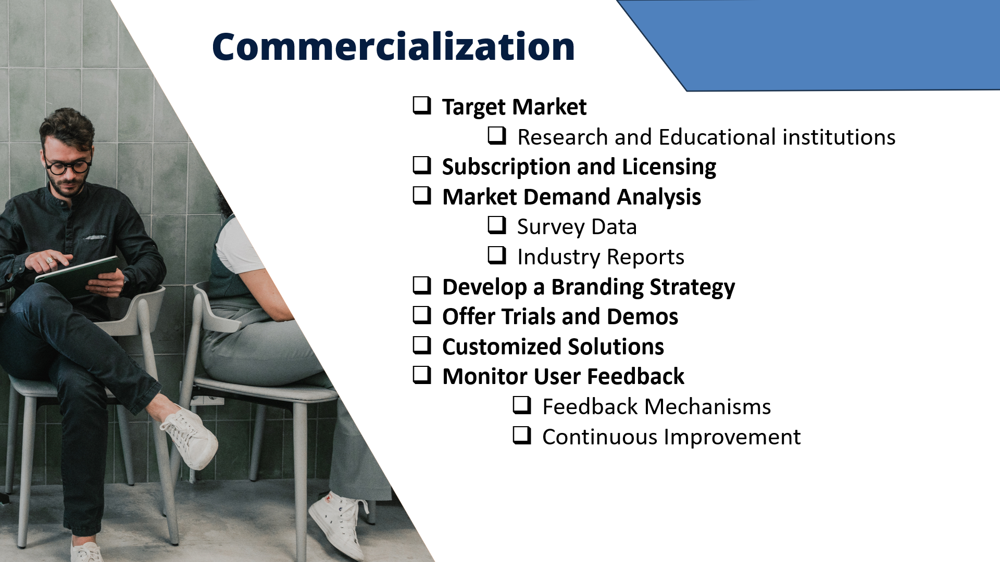 Commercialization
Target Market
Research and Educational institutions
Subscription and Licensing
Market Demand Analysis
Survey Data
Industry Reports
Develop a Branding Strategy
Offer Trials and Demos
Customized Solutions
Monitor User Feedback
Feedback Mechanisms
Continuous Improvement